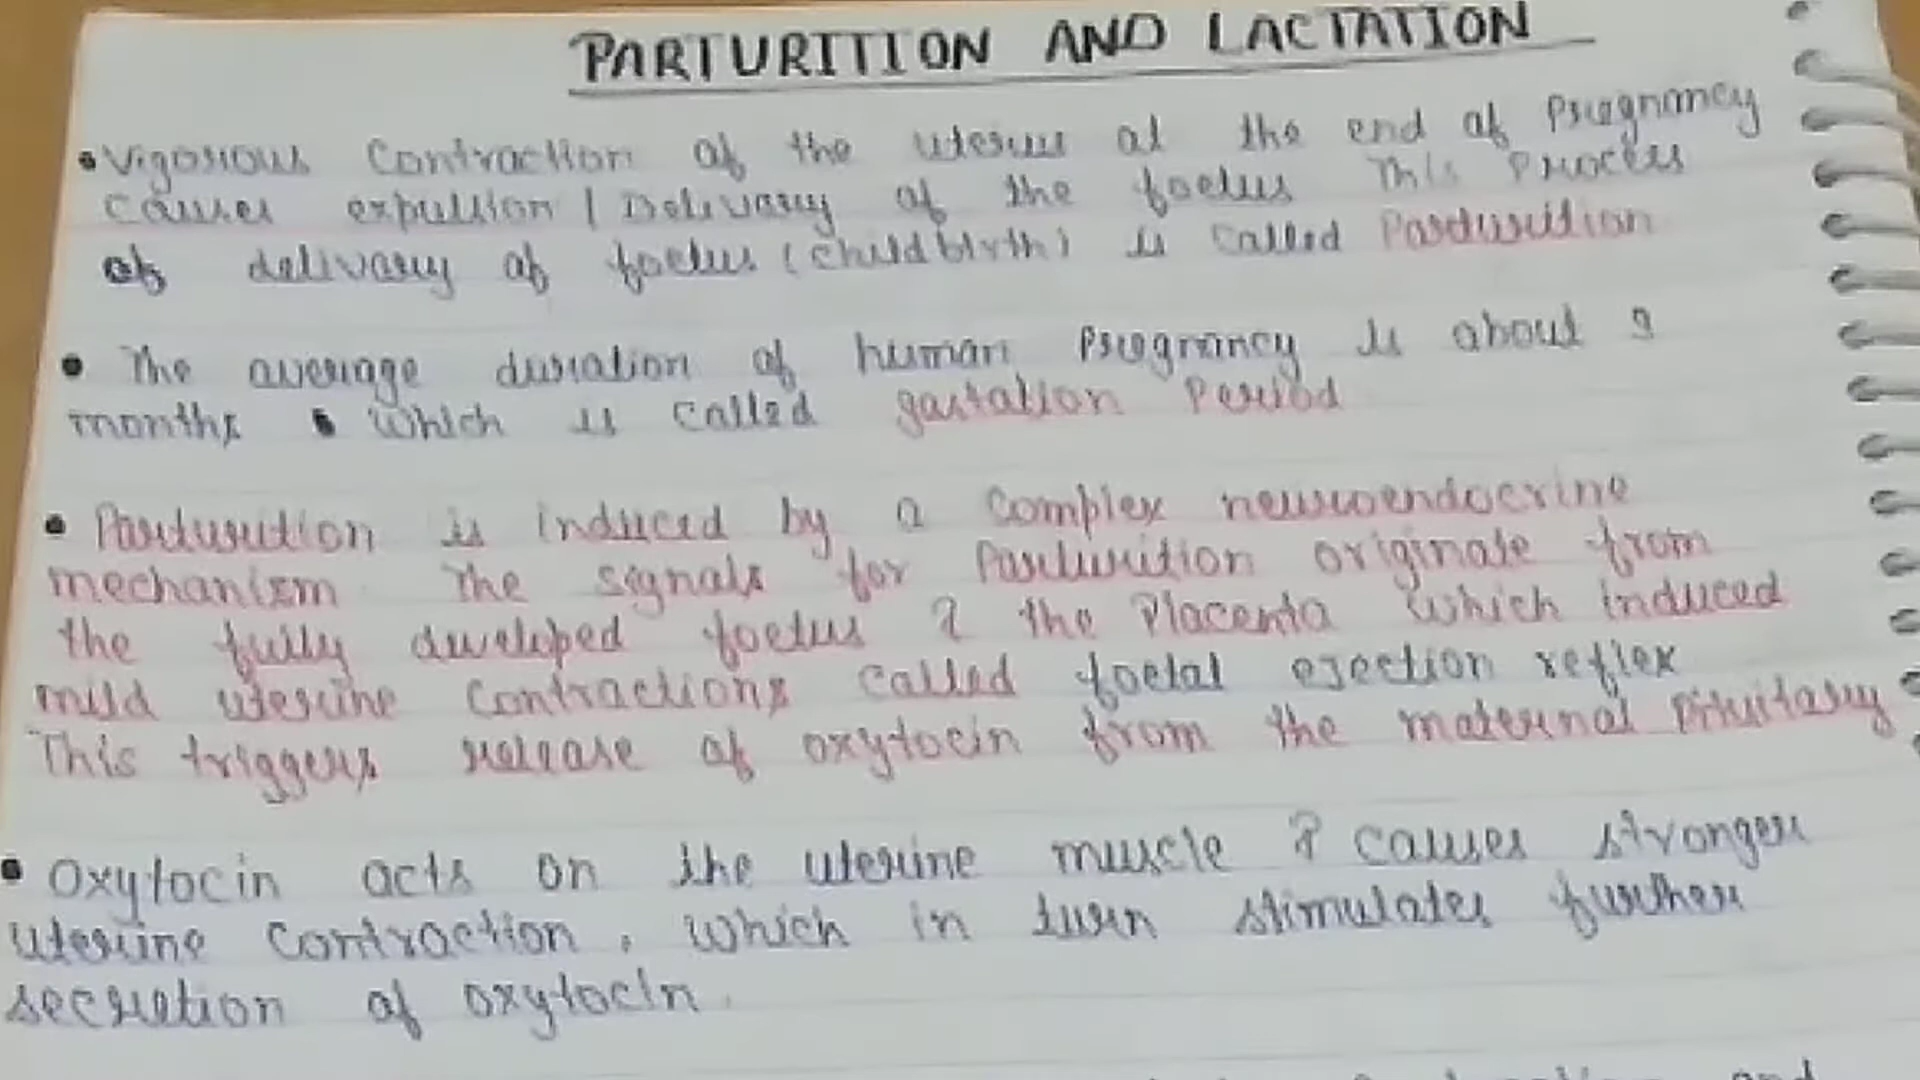 PARTURITION AND LACTATION
• Vigorious Contraction of the uterus at the end of Pregnancy
causes expulsion / Delivary of the foetus This Process
of delivary of foetus (childbirth) is called Parturition
• The average duration of human Pregnancy is about 9
months which is called gastation Period
• Parturition is induced by a complex neuroendocrine
mechanism The signals for Parturition originate from
the fully developed foetus & the Placenta which induced
mild uterine contractions called foetal ejection reflex
This triggers release of oxytocin from the maternal pituitary
• Oxytocin acts on the uterine muscle & causes stronger
uterine contraction, which in turn stimulates further
secretion of oxytocin.
and